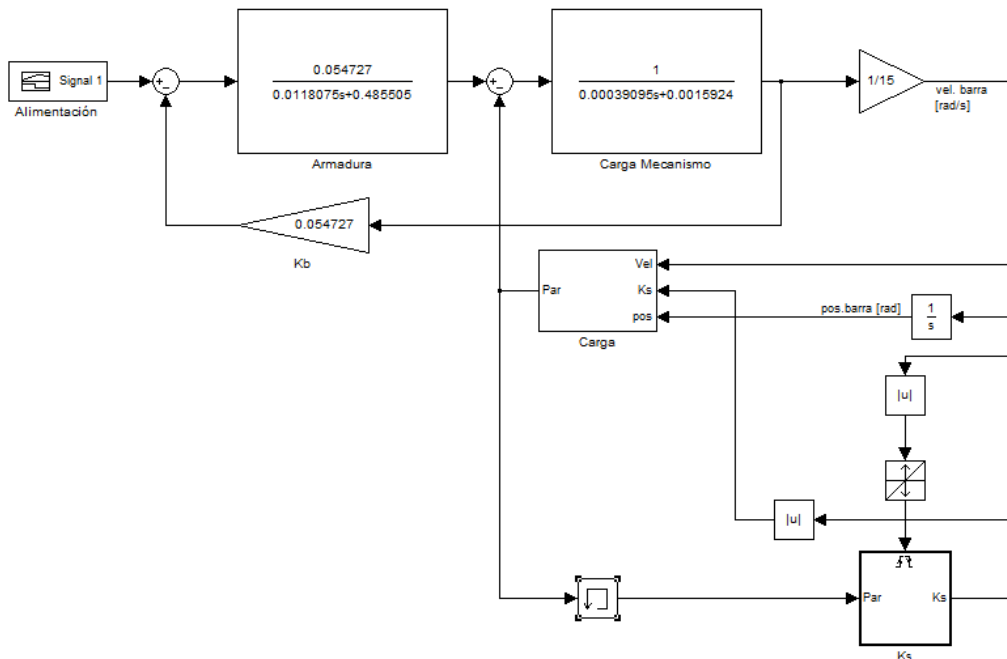 Signal 1
Alimentación
+
−
0.054727
0.0118075s+0.485505
Armadura
+
−
1
0.00039095s+0.0015924
Carga Mecanismo
1/15
vel. barra
[rad/s]
0.054727
Kb
Vel
Par
Ks
pos
Carga
pos.barra [rad]
1
s
|u|
|u|
Par
Ks
Ks